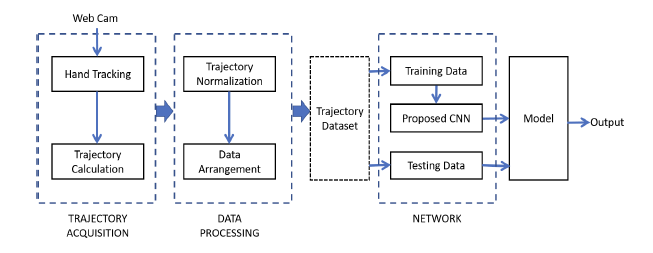 Web Cam
Hand Tracking
Trajectory
Calculation
TRAJECTORY
ACQUISITION
Trajectory
Normalization
Data
Arrangement
DATA
PROCESSING
Trajectory
Dataset
Training Data
Proposed CNN
Testing Data
NETWORK
Model
Output